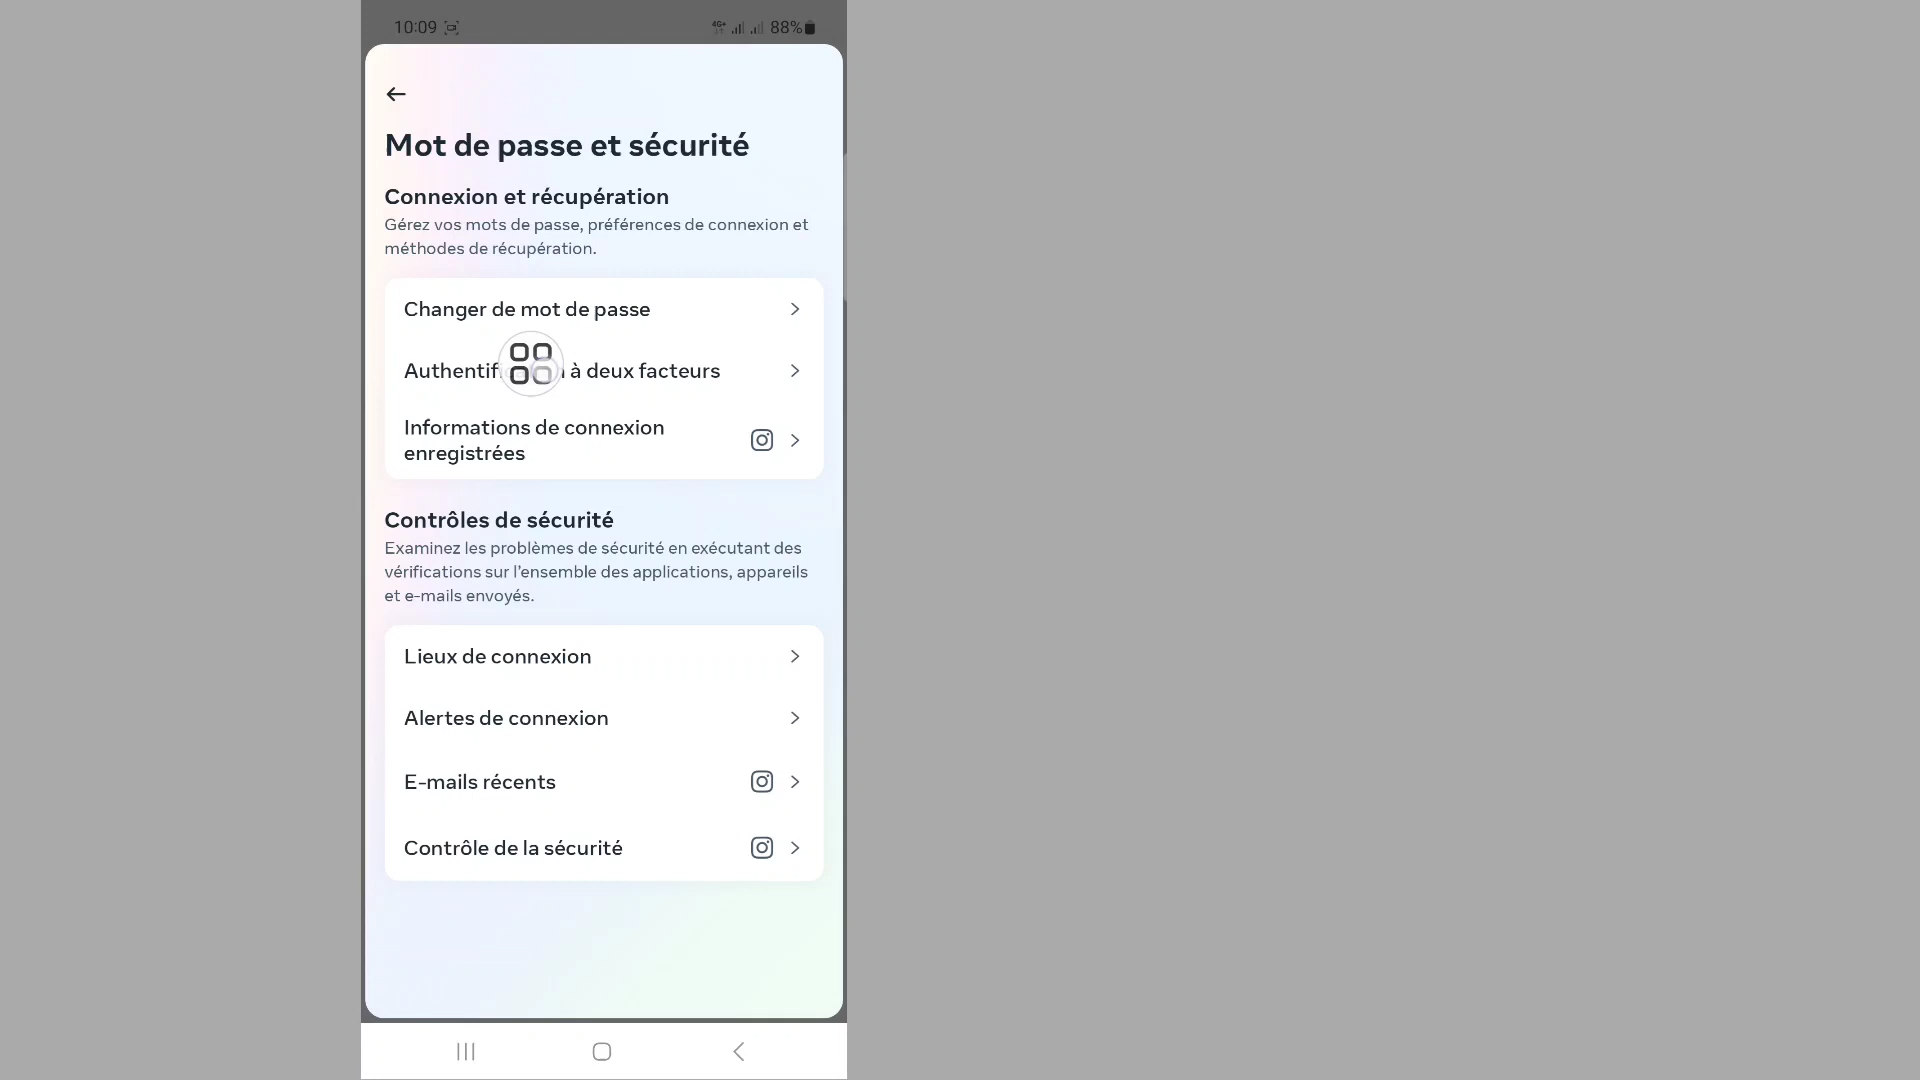 10:09
4G+ 88%
Mot de passe et sécurité
Connexion et récupération
Gérez vos mots de passe, préférences de connexion et
méthodes de récupération.
Changer de mot de passe
à deux facteurs
Informations de connexion
enregistrées
Contrôles de sécurité
Examinez les problèmes de sécurité en exécutant des
vérifications sur l’ensemble des applications, appareils
et e-mails envoyés.
Lieux de connexion
Alertes de connexion
E-mails récents
Contrôle de la sécurité